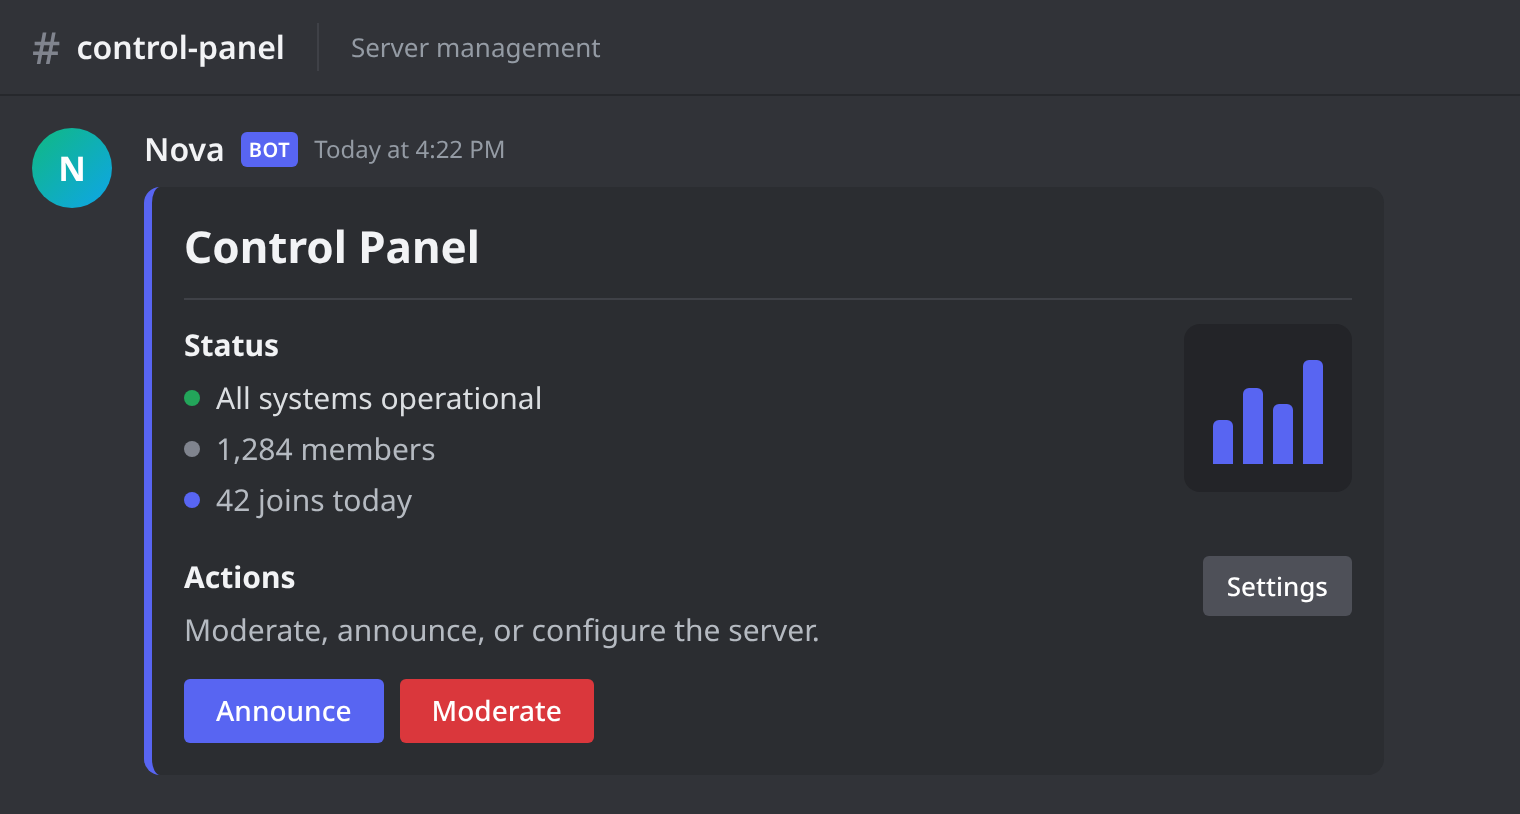 # control-panel Server management
N
Nova BOT Today at 4:22 PM
Control Panel
Status
All systems operational
1,284 members
42 joins today
Actions
Settings
Moderate, announce, or configure the server.
Announce Moderate